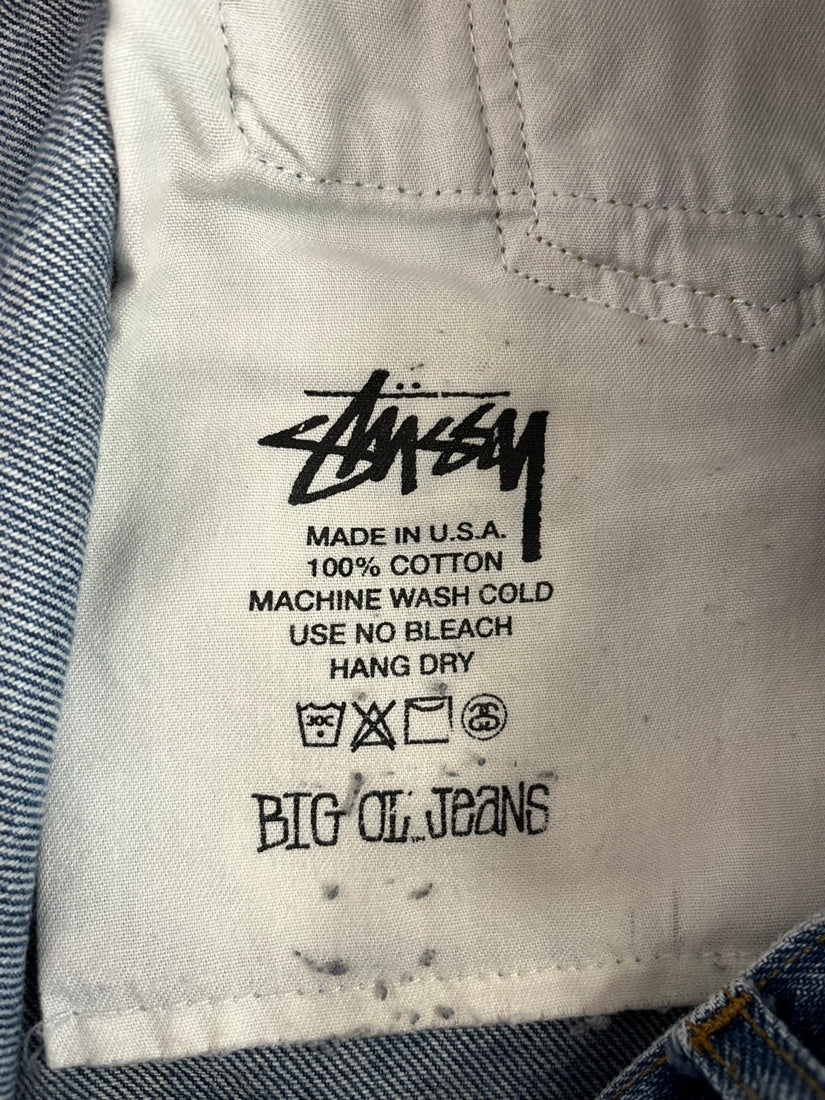 STÜSSY
MADE IN U.S.A.
100% COTTON
MACHINE WASH COLD
USE NO BLEACH
HANG DRY
30C
BIG OL' JEANS